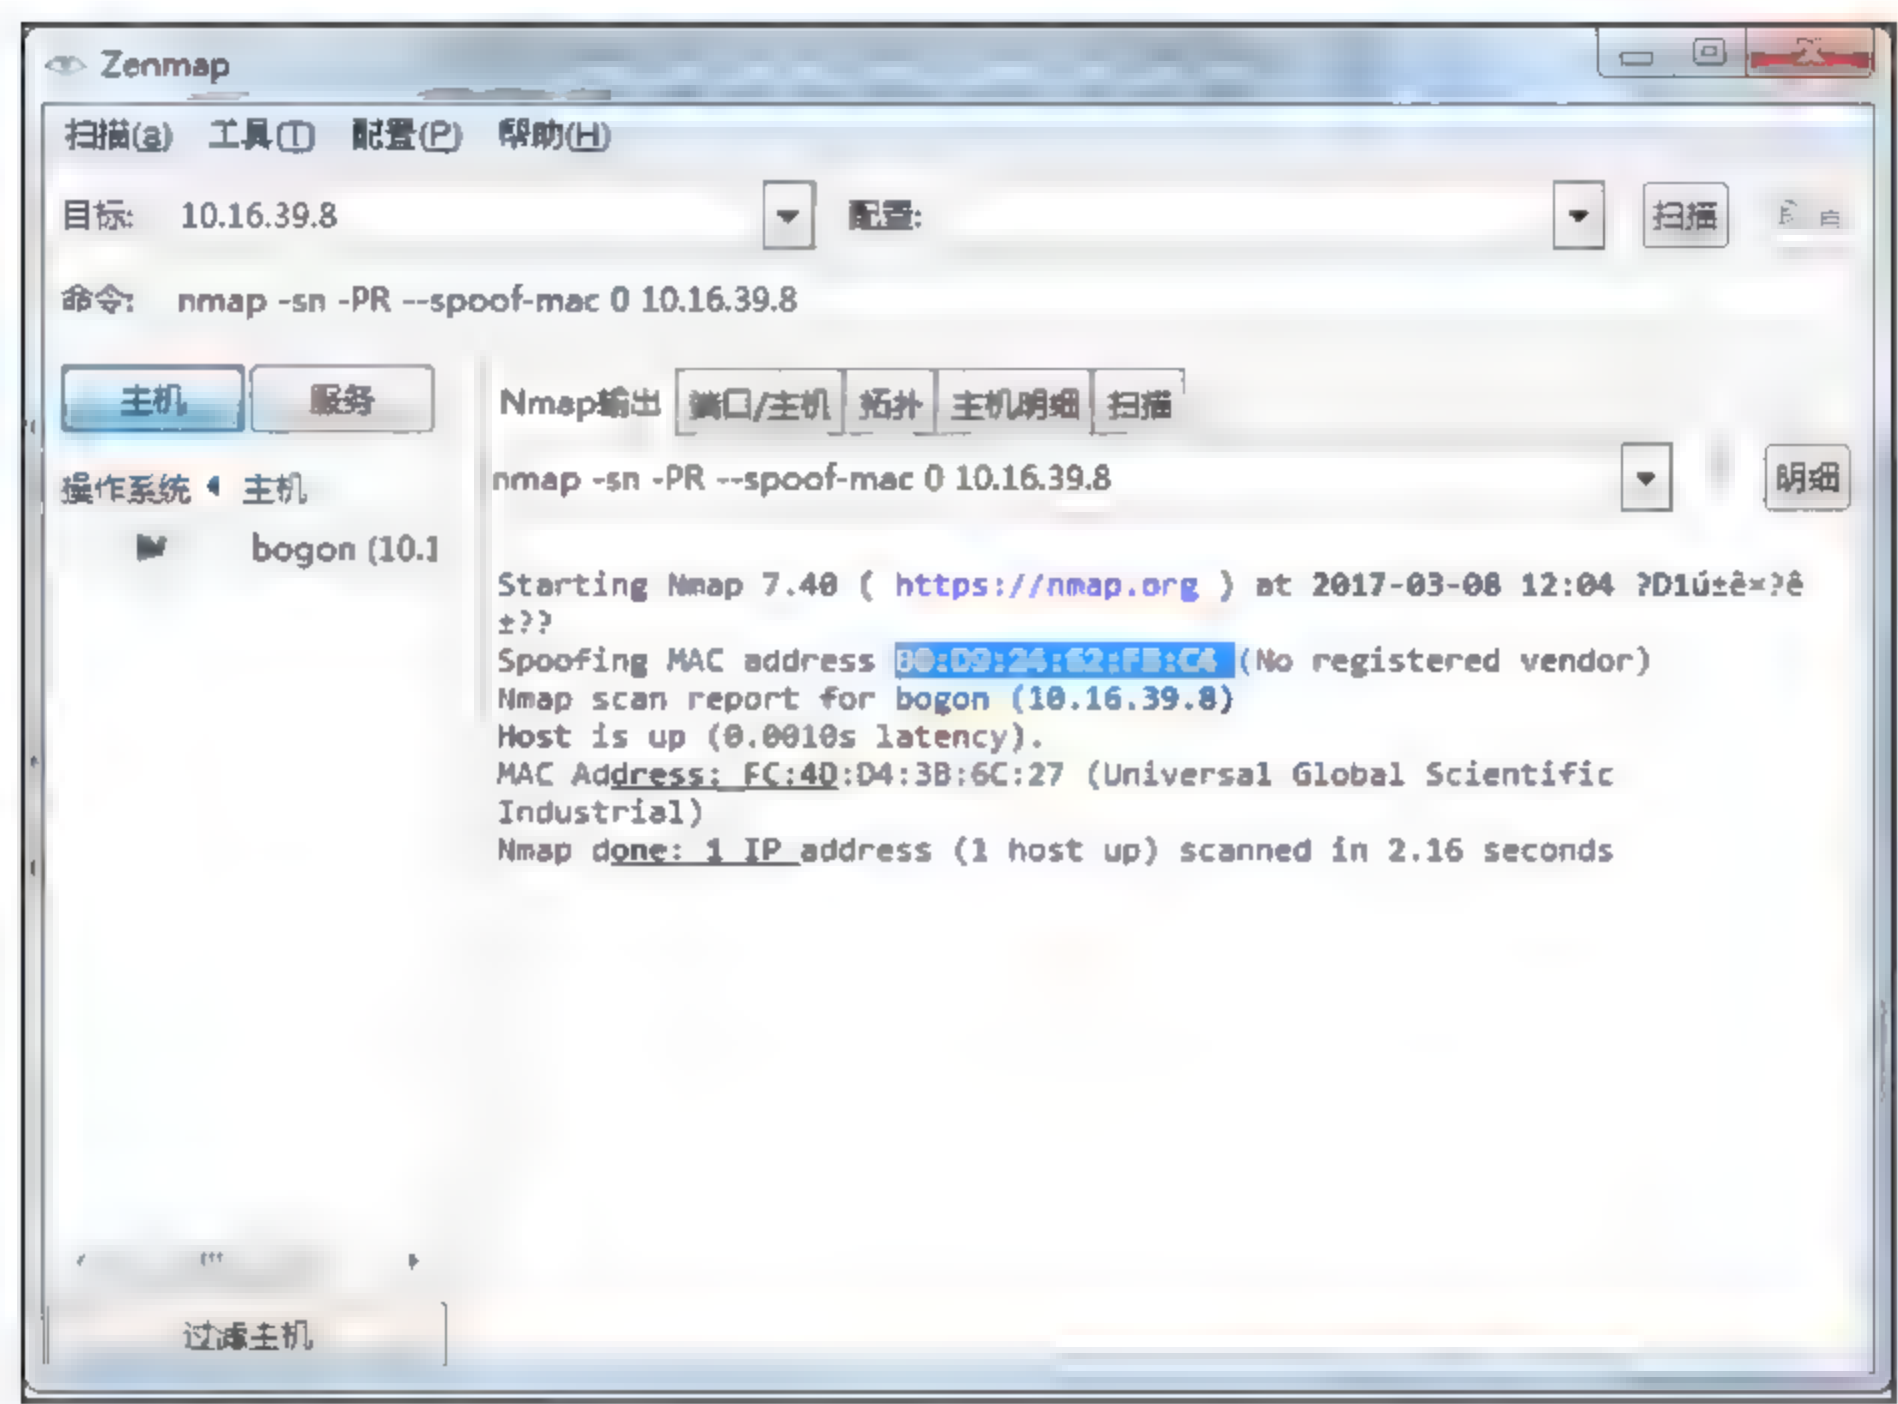 Zenmap
扫描(a) 工具(T) 配置(P) 帮助(H)
目标: 10.16.39.8 配置: 扫描
命令: nmap -sn -PR --spoof-mac 0 10.16.39.8
主机 服务 Nmap输出 端口/主机 拓扑 主机明细 扫描
操作系统 主机 nmap -sn -PR --spoof-mac 0 10.16.39.8 明细
bogon (10.1
Starting Nmap 7.40 ( https://nmap.org ) at 2017-03-08 12:04 ?D1ú±ê×?ê
±??
Spoofing MAC address (No registered vendor)
Nmap scan report for bogon (10.16.39.8)
Host is up (0.0010s latency).
MAC Address: FC:4D:D4:3B:6C:27 (Universal Global Scientific
Industrial)
Nmap done: 1 IP address (1 host up) scanned in 2.16 seconds
过滤主机